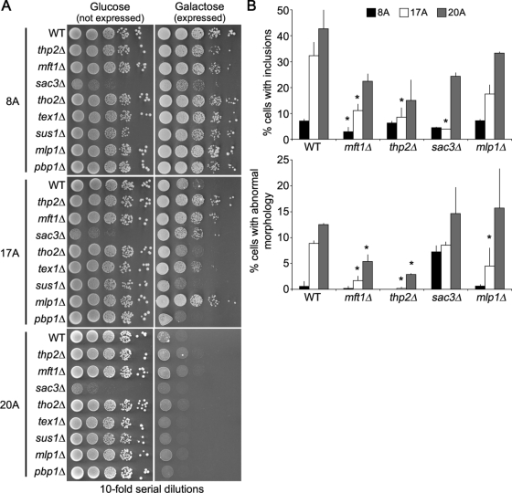 A
Glucose
(not expressed)
Galactose
(expressed)
8A
WT
thp2Δ
mft1Δ
sac3Δ
tho2Δ
tex1Δ
sus1Δ
mlp1Δ
pbp1Δ
17A
WT
thp2Δ
mft1Δ
sac3Δ
tho2Δ
tex1Δ
sus1Δ
mlp1Δ
pbp1Δ
20A
WT
thp2Δ
mft1Δ
sac3Δ
tho2Δ
tex1Δ
sus1Δ
mlp1Δ
pbp1Δ
10-fold serial dilutions
B
8A 17A 20A
% cells with inclusions
50
40
30
20
10
0
* * * * *
WT mft1Δ thp2Δ sac3Δ mlp1Δ
% cells with abnormal
morphology
25
20
15
10
5
0
* * * * *
WT mft1Δ thp2Δ sac3Δ mlp1Δ